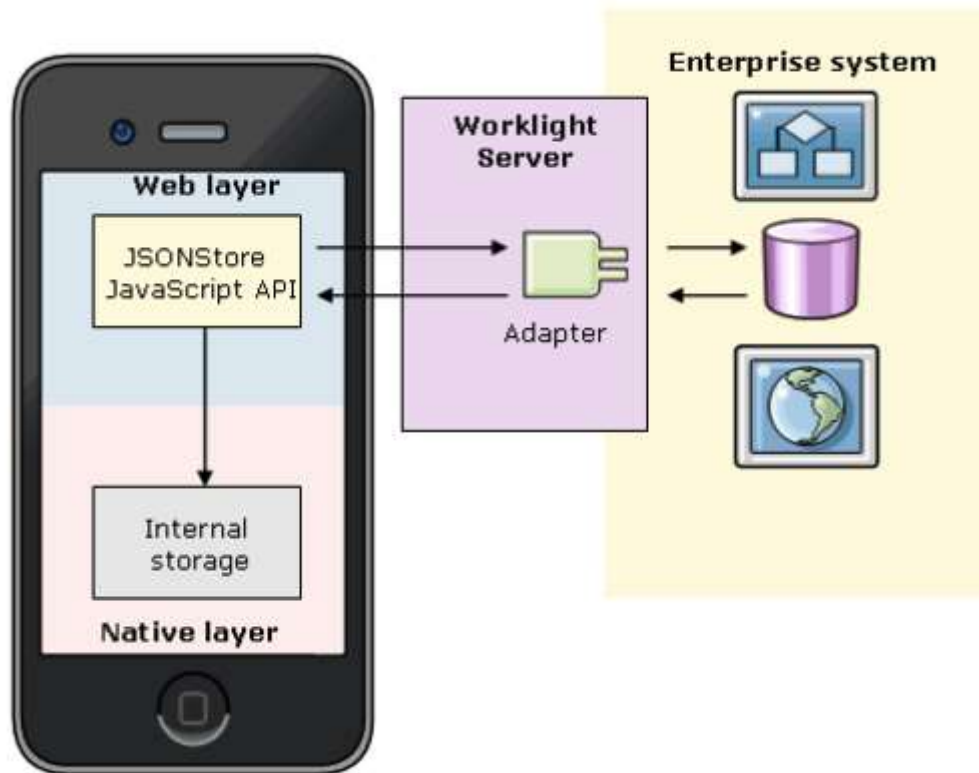 Enterprise system
Worklight
Server
Web layer
JSONStore
JavaScript API
Adapter
Internal
storage
Native layer